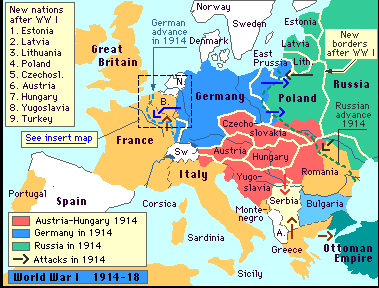 New nations
after WW I
1. Estonia
2. Latvia
3. Lithuania
4. Poland
5. Czechosl.
6. Austria
7. Hungary
8. Yugoslavia
9. Turkey
German
advance
in 1914
Norway
Sweden
Denmark
Estonia
Latvia
Lith
East
Prussia
New
borders
after WW I
Great
Britain
N.
B.
Germany
Poland
Russia
Russian
advance
1914
See insert map
France
Czecho-
slovakia
Sw
Austria
Hungary
Romania
Italy
Yugo-
slavia
Serbia
Bulgaria
Monte-
negro
A.
Greece
Ottoman
Empire
Portugal
Spain
Corsica
Sardinia
Sicily
Austria-Hungary 1914
Germany in 1914
Russia in 1914
Attacks in 1914
World War I 1914-18